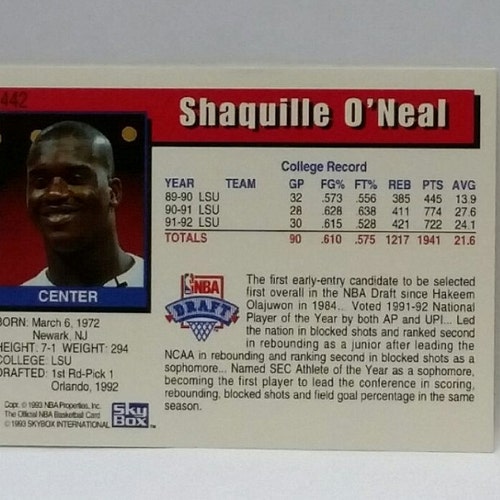 442
Shaquille O'Neal
College Record
YEAR TEAM GP FG% FT% REB PTS AVG
89-90 LSU 32 .573 .556 385 445 13.9
90-91 LSU 28 .628 .638 411 774 27.6
91-92 LSU 30 .615 .528 421 722 24.1
TOTALS 90 .610 .575 1217 1941 21.6
CENTER
BORN: March 6, 1972
Newark, NJ
HEIGHT: 7-1 WEIGHT: 294
COLLEGE: LSU
DRAFTED: 1st Rd-Pick 1
Orlando, 1992
NBA
DRAFT
The first early-entry candidate to be selected
first overall in the NBA Draft since Hakeem
Olajuwon in 1984... Voted 1991-92 National
Player of the Year by both AP and UPI... Led
the nation in blocked shots and ranked second
in rebounding as a junior after leading the
NCAA in rebounding and ranking second in blocked shots as a
sophomore... Named SEC Athlete of the Year as a sophomore,
becoming the first player to lead the conference in scoring,
rebounding, blocked shots and field goal percentage in the same
season.
Copr. © 1993 NBA Properties, Inc.
The Official NBA Basketball Card
© 1993 SKYBOX INTERNATIONAL
SkyBox™